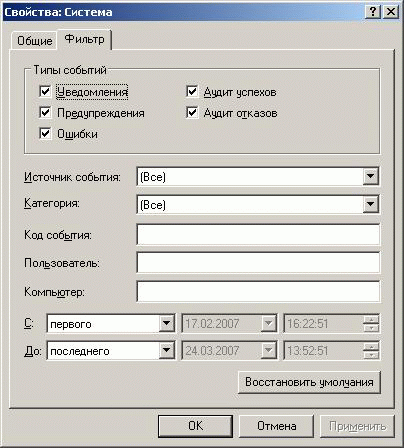 Свойства: Система
Общие Фильтр
Типы событий
Уведомления Аудит успехов
Предупреждения Аудит отказов
Ошибки
Источник события: (Все)
Категория: (Все)
Код события:
Пользователь:
Компьютер:
С: первого 17.02.2007 16:22:51
До: последнего 24.03.2007 13:52:51
Восстановить умолчания
OK Отмена Применить